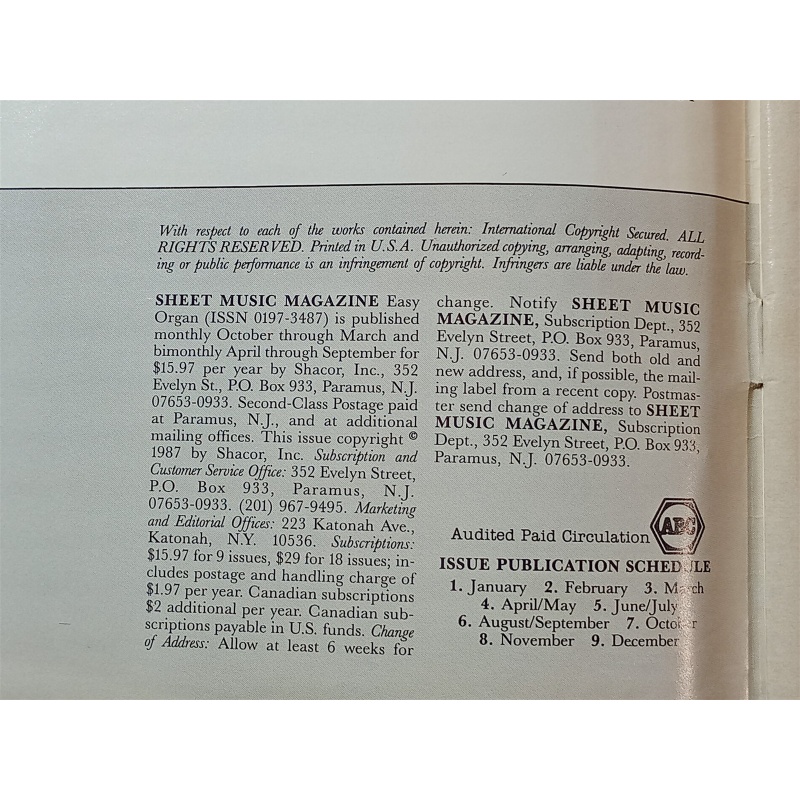 With respect to each of the works contained herein: International Copyright Secured. ALL
RIGHTS RESERVED. Printed in U.S.A. Unauthorized copying, arranging, adapting, record-
ing or public performance is an infringement of copyright. Infringers are liable under the law.
SHEET MUSIC MAGAZINE Easy
Organ (ISSN 0197-3487) is published
monthly October through March and
bimonthly April through September for
$15.97 per year by Shacor, Inc., 352
Evelyn St., P.O. Box 933, Paramus, N.J.
07653-0933. Second-Class Postage paid
at Paramus, N.J., and at additional
mailing offices. This issue copyright ©
1987 by Shacor, Inc. Subscription and
Customer Service Office: 352 Evelyn Street,
P.O. Box 933, Paramus, N.J.
07653-0933. (201) 967-9495. Marketing
and Editorial Offices: 223 Katonah Ave.,
Katonah, N.Y. 10536. Subscriptions:
$15.97 for 9 issues, $29 for 18 issues; in-
cludes postage and handling charge of
$1.97 per year. Canadian subscriptions
$2 additional per year. Canadian sub-
scriptions payable in U.S. funds. Change
of Address: Allow at least 6 weeks for
change. Notify SHEET MUSIC
MAGAZINE, Subscription Dept., 352
Evelyn Street, P.O. Box 933, Paramus,
N.J. 07653-0933. Send both old and
new address, and, if possible, the mail-
ing label from a recent copy. Postmas-
ter send change of address to SHEET
MUSIC MAGAZINE, Subscription
Dept., 352 Evelyn Street, P.O. Box 933,
Paramus, N.J. 07653-0933.
Audited Paid Circulation ABC
ISSUE PUBLICATION SCHEDULE
1. January 2. February 3. March
4. April/May 5. June/July
6. August/September 7. October
8. November 9. December